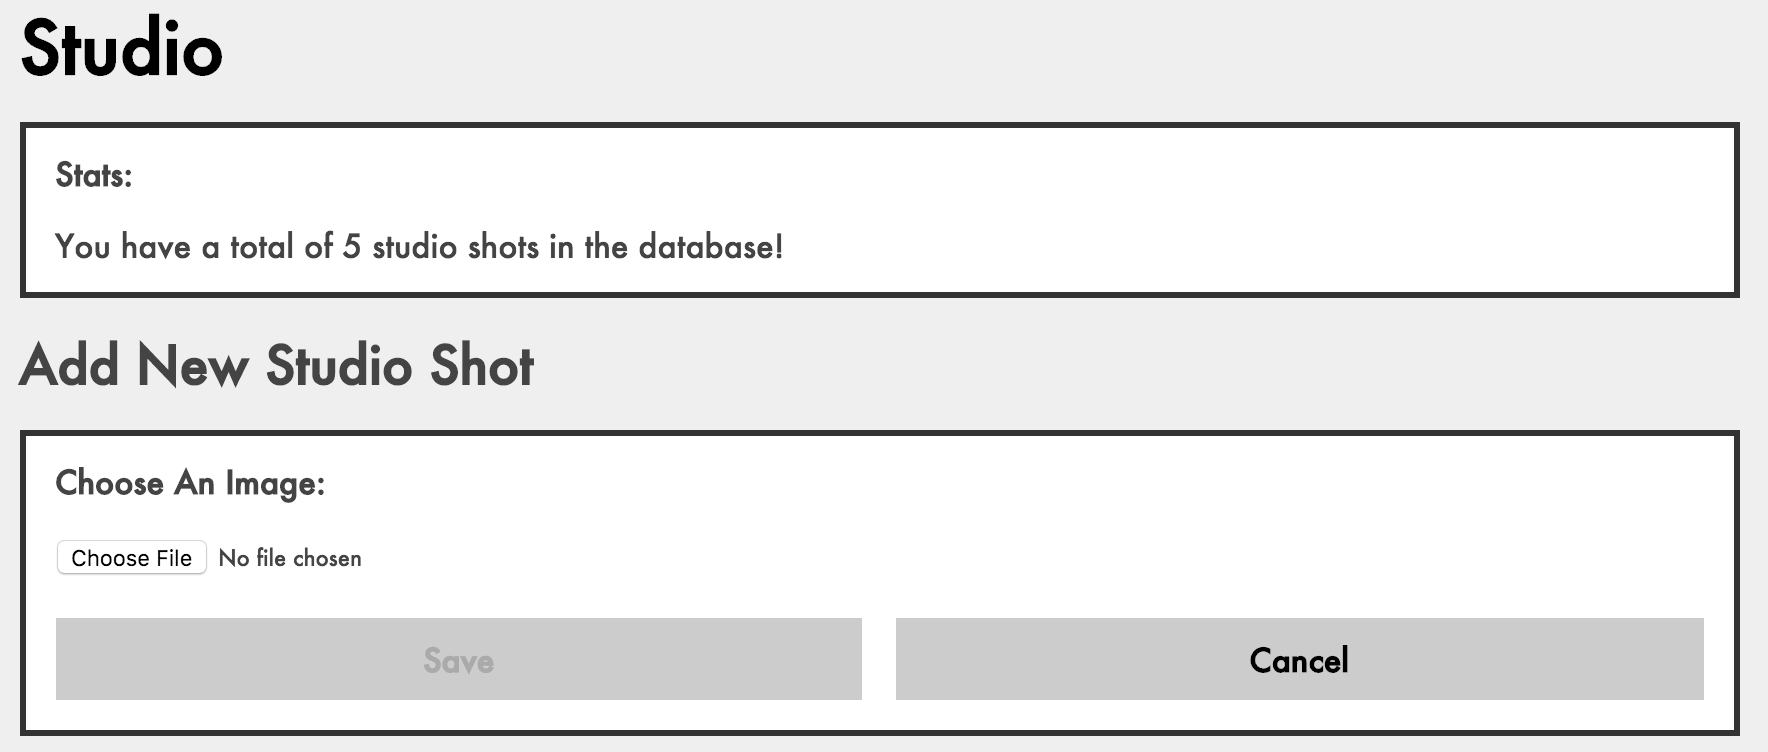 Studio
Stats:
You have a total of 5 studio shots in the database!
Add New Studio Shot
Choose An Image:
Choose File No file chosen
Save Cancel